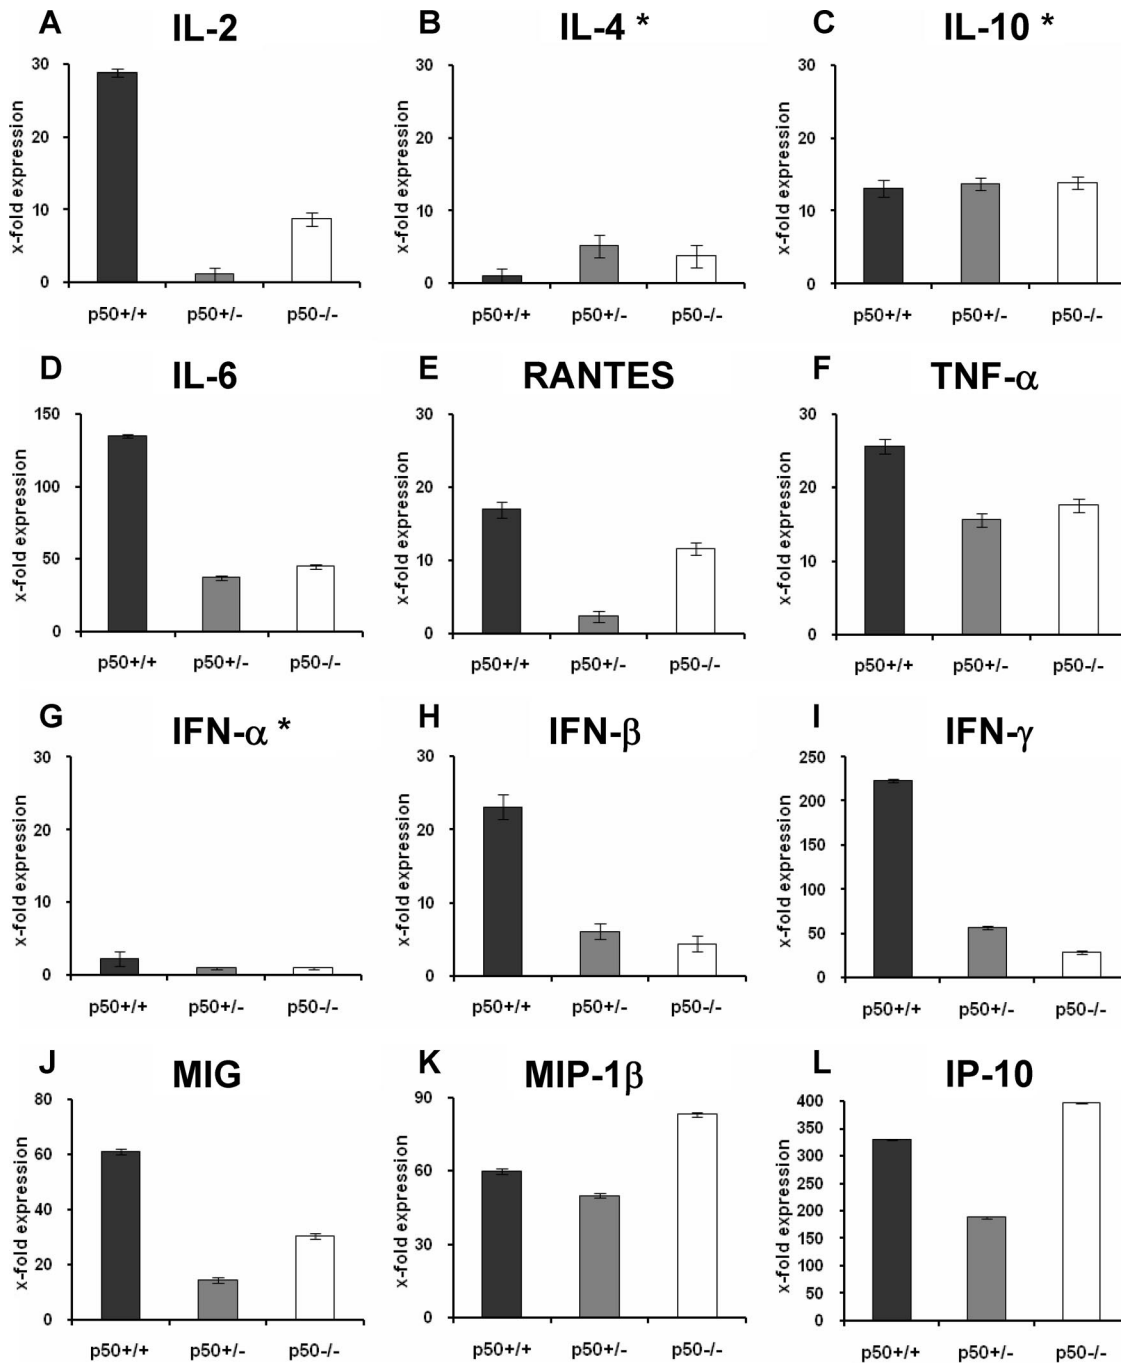 A IL-2
x-fold expression
30
20
10
0
p50+/+ p50+/- p50-/-
B IL-4 *
x-fold expression
30
20
10
0
p50+/+ p50+/- p50-/-
C IL-10 *
x-fold expression
30
20
10
0
p50+/+ p50+/- p50-/-
D IL-6
x-fold expression
150
100
50
0
p50+/+ p50+/- p50-/-
E RANTES
x-fold expression
30
20
10
0
p50+/+ p50+/- p50-/-
F TNF-α
x-fold expression
30
20
10
0
p50+/+ p50+/- p50-/-
G IFN-α *
x-fold expression
30
20
10
0
p50+/+ p50+/- p50-/-
H IFN-β
x-fold expression
30
20
10
0
p50+/+ p50+/- p50-/-
I IFN-γ
x-fold expression
250
200
150
100
50
0
p50+/+ p50+/- p50-/-
J MIG
x-fold expression
80
60
40
20
0
p50+/+ p50+/- p50-/-
K MIP-1β
x-fold expression
90
60
30
0
p50+/+ p50+/- p50-/-
L IP-10
x-fold expression
400
350
300
250
200
150
100
50
0
p50+/+ p50+/- p50-/-